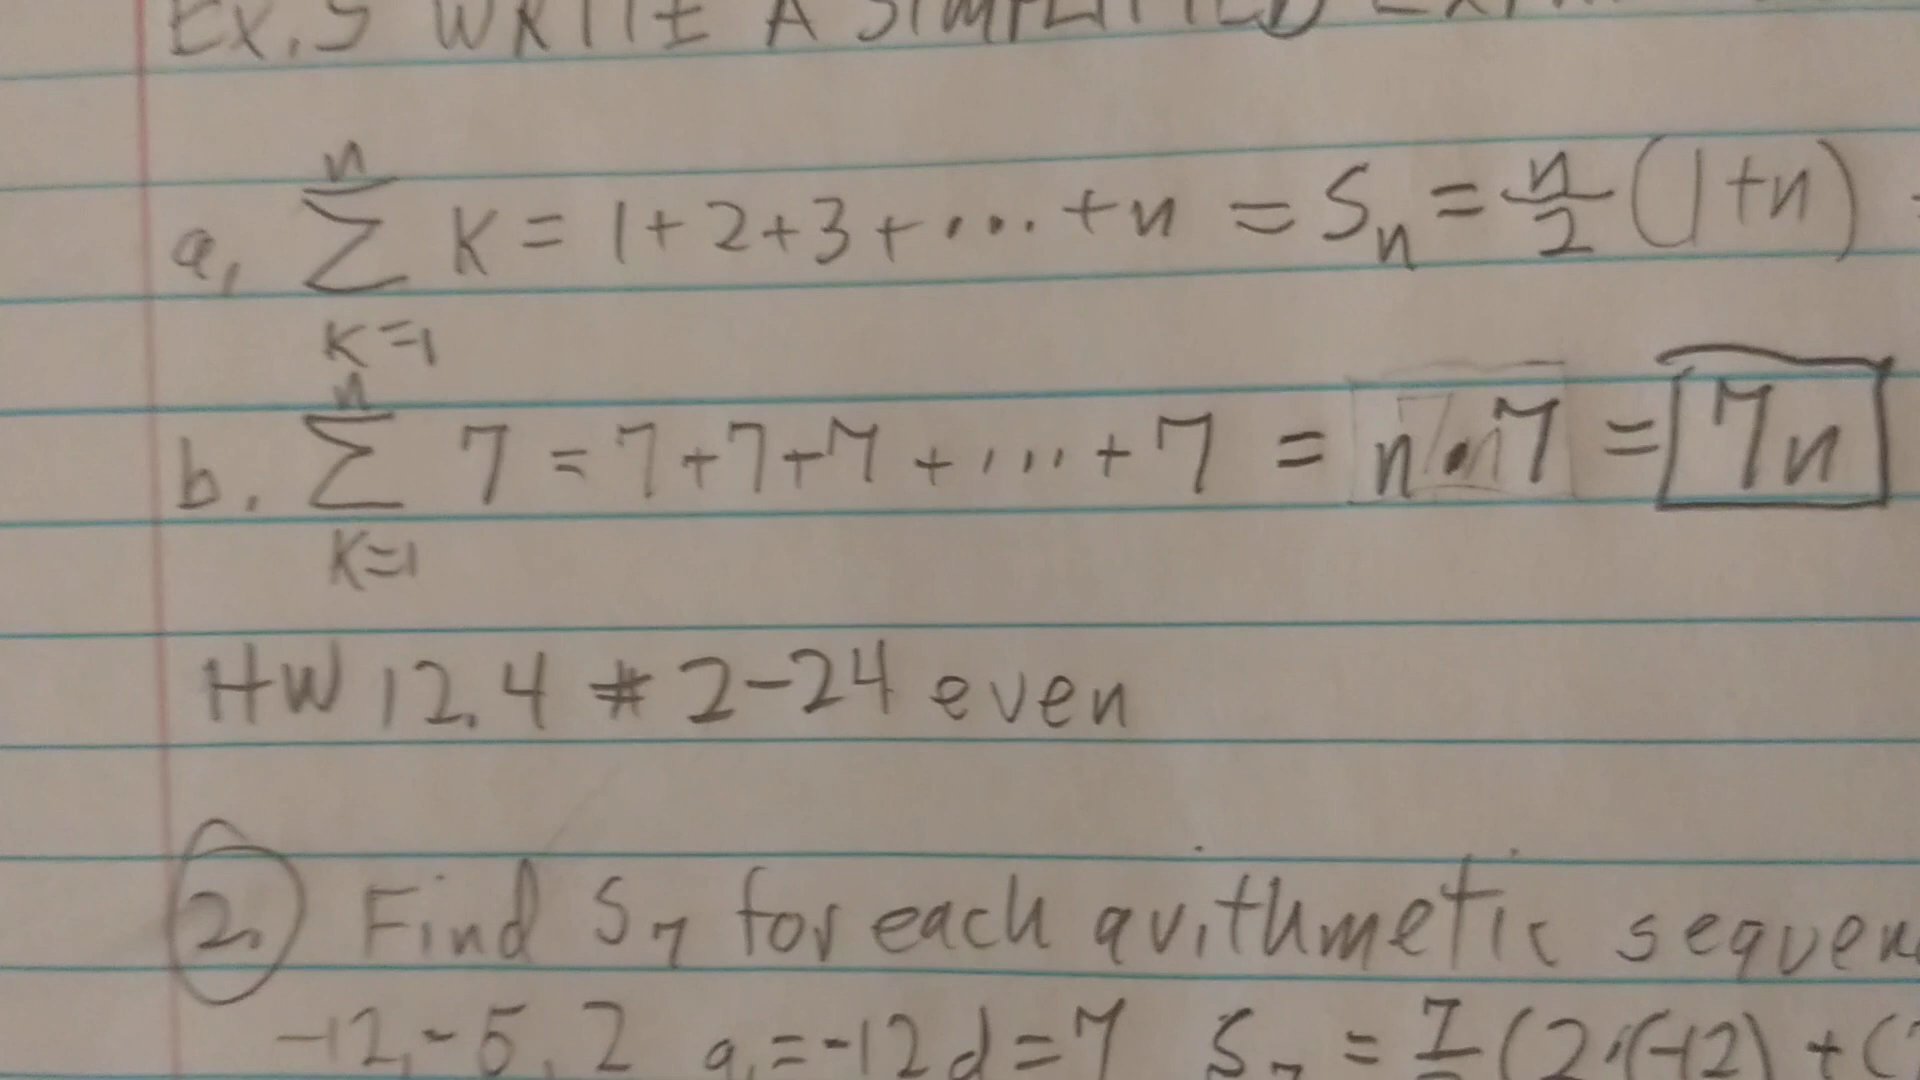 Ex. 5 WRITE A SIMPLIFIED
a. n Σ K=1 K = 1+2+3+...+n = Sn = n/2 (1+n)
b. n Σ K=1 7 = 7+7+7+...+7 = n•7 = 7n
HW 12.4 # 2-24 even
2. Find S7 for each arithmetic sequen
-12, -5, 2 a1=-12 d=7 S7 = 7/2 (2·(-12) + (